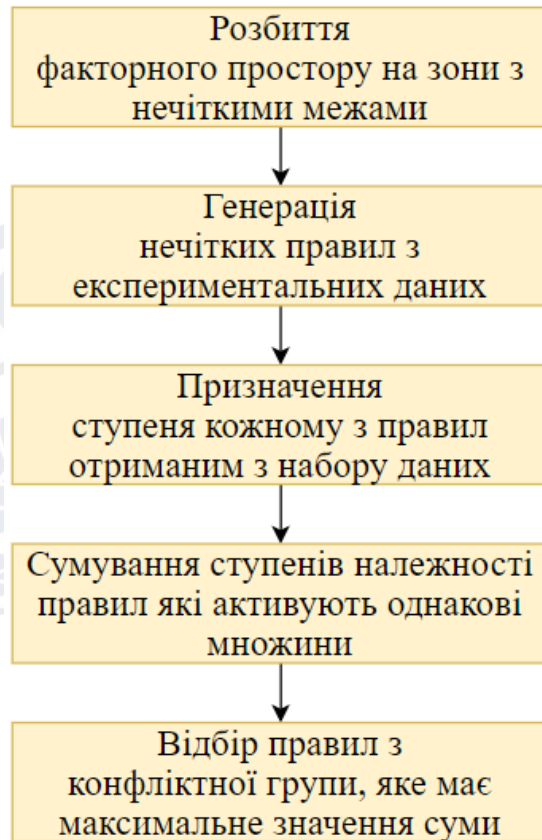 Розбиття
факторного простору на зони з
нечіткими межами
Генерація
нечітких правил з
експериментальних даних
Призначення
ступеня кожному з правил
отриманим з набору даних
Сумування ступенів належності
правил які активують однакові
множини
Відбір правил з
конфліктної групи, яке має
максимальне значення суми